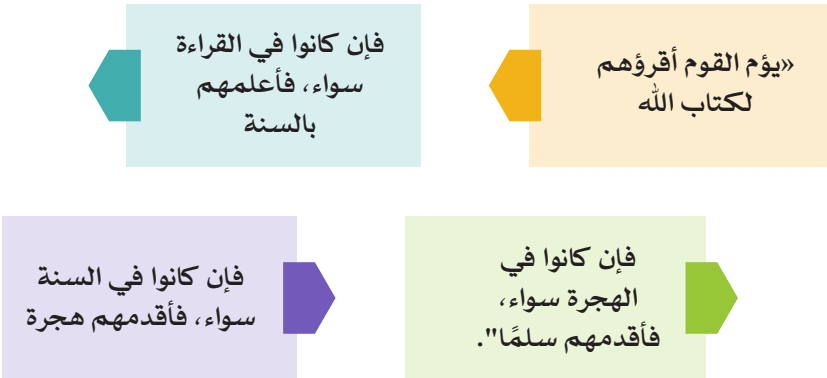 «يؤم القوم أقرؤهم
لكتاب الله
فإن كانوا في القراءة
سواء، فأعلمهم
بالسنة
فإن كانوا في السنة
سواء، فأقدمهم هجرة
فإن كانوا في
الهجرة سواء،
فأقدمهم سلمًا".